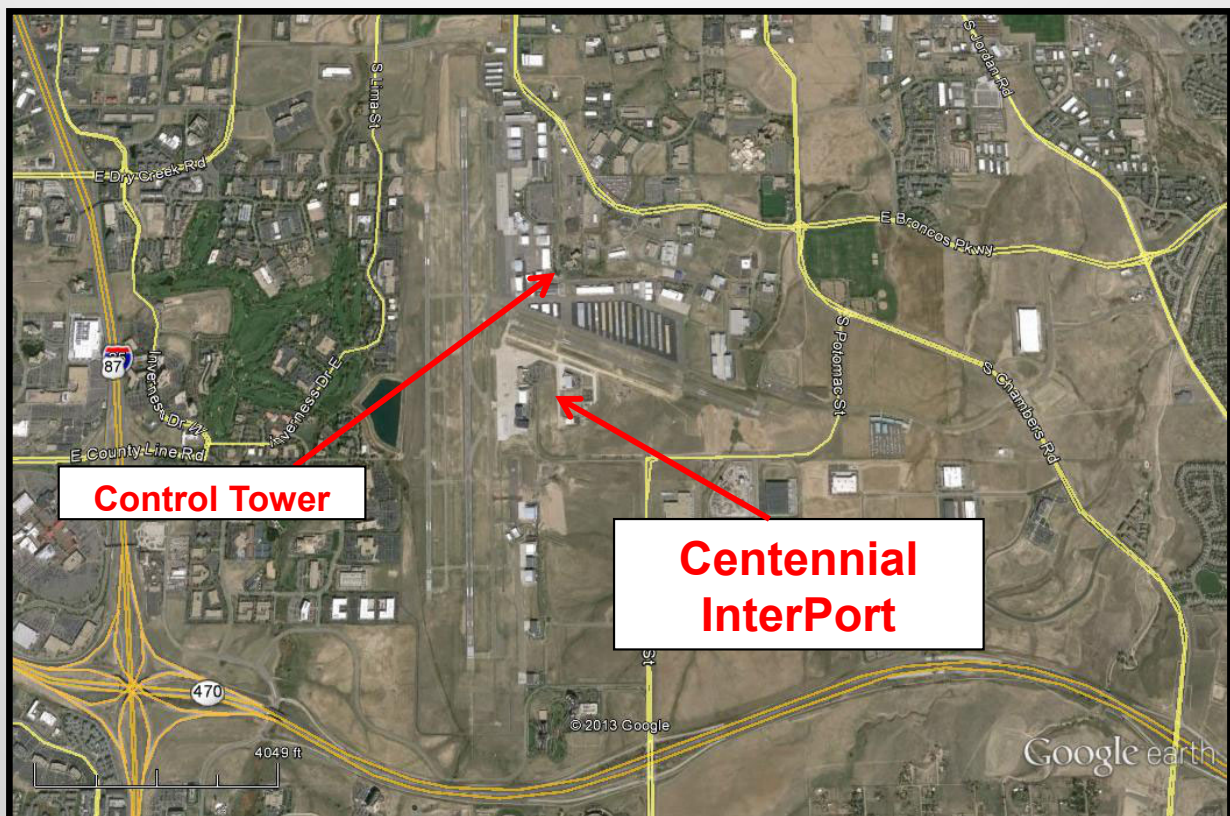 S Jordan Rd
S Lima St
E Dry Creek Rd
E Broncos Pkwy
87
Inverness Dr W
Inverness Dr E
S Potomac St
S Chambers Rd
E County Line Rd
Control Tower
Centennial
InterPort
St
470
© 2013 Google
4049 ft
Google earth